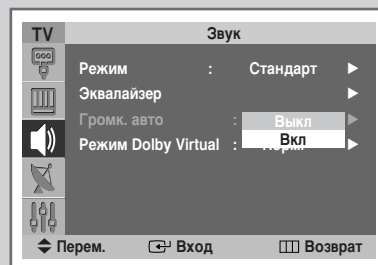 TV Звук
Режим : Стандарт
Эквалайзер
Громк. авто : Выкл
Вкл
Режим Dolby Virtual :
Перем. Вход Возврат